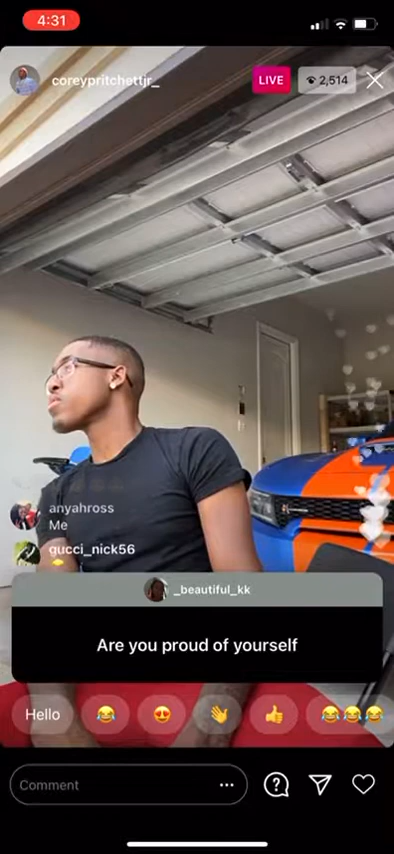 4:31
coreypritchettjr_
LIVE
2,514
anyahross
Me
gucci_nick56
_beautiful_kk
Are you proud of yourself
Hello
Comment